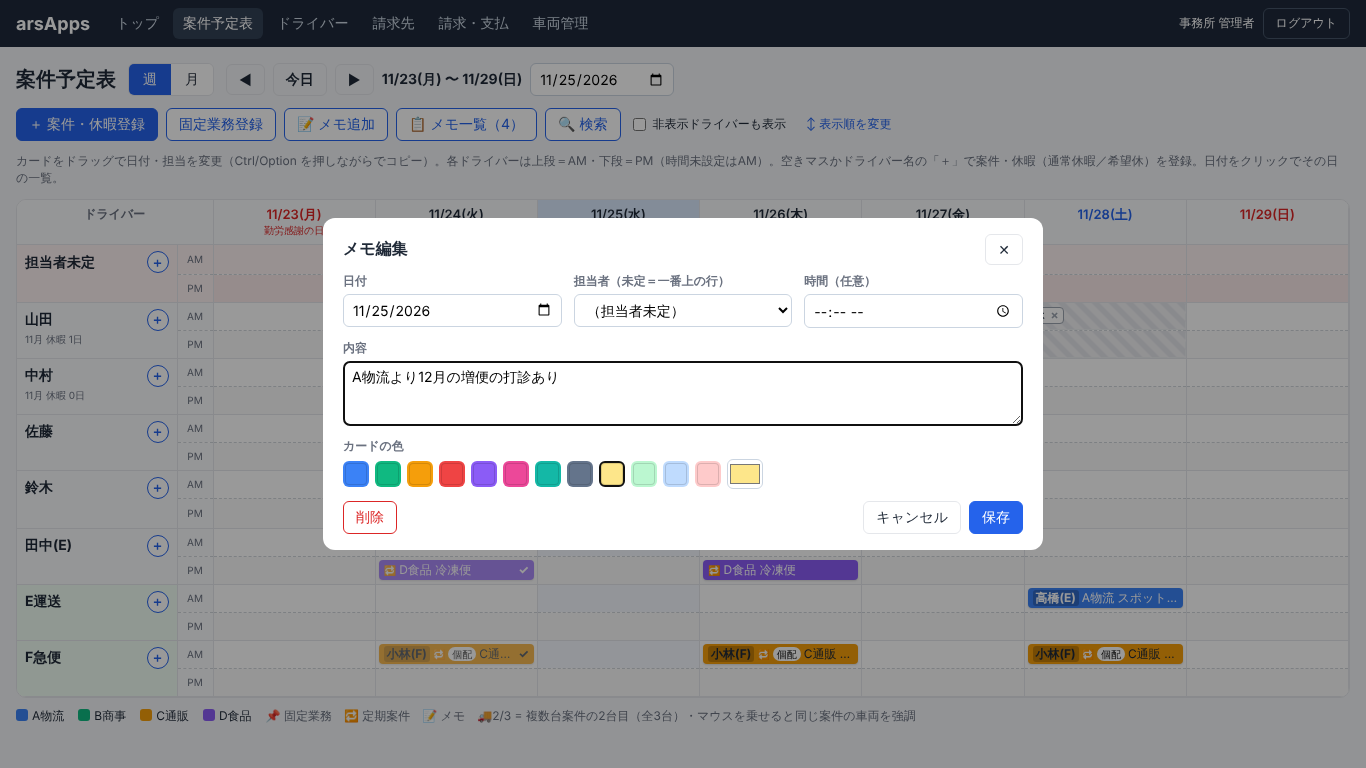 arsApps トップ 案件予定表 ドライバー 請求先 請求・支払 車両管理 事務所 管理者 ログアウト
案件予定表 週 月 ◀ 今日 ▶ 11/23(月) 〜 11/29(日) 11/25/2026
＋ 案件・休暇登録 固定業務登録 📝 メモ追加 📋 メモ一覧（4） 🔍 検索 非表示ドライバーも表示 ↕ 表示順を変更
カードをドラッグで日付・担当を変更（Ctrl/Option を押しながらでコピー）。各ドライバーは上段＝AM・下段＝PM（時間未設定はAM）。空きマスかドライバー名の「＋」で案件・休暇（通常休暇／希望休）を登録。日付をクリックでその日
の一覧。
ドライバー 11/23(月) 11/24(火) 11/25(水) 11/26(木) 11/27(金) 11/28(土) 11/29(日)
勤労感謝の日
メモ編集 ✕
日付 担当者（未定＝一番上の行） 時間（任意）
11/25/2026 （担当者未定） --:-- --
内容
A物流より12月の増便の打診あり
カードの色
削除 キャンセル 保存
担当者未定 + AM
PM
山田 + AM
11月 休暇 1日 PM
中村 + AM
11月 休暇 0日 PM
佐藤 + AM
PM
鈴木 + AM
PM
田中(E) + AM
PM 🔁 D食品 冷凍便 ✓ 🔁 D食品 冷凍便
E運送 + AM 高橋(E) A物流 スポット…
PM
F急便 + AM 小林(F) 🔁 個配 C通… ✓ 小林(F) 🔁 個配 C通販 … 小林(F) 🔁 個配 C通販 …
PM
A物流 B商事 C通販 D食品 📌 固定業務 🔁 定期案件 📝 メモ 🚚2/3 = 複数台案件の2台目（全3台）・マウスを乗せると同じ案件の車両を強調